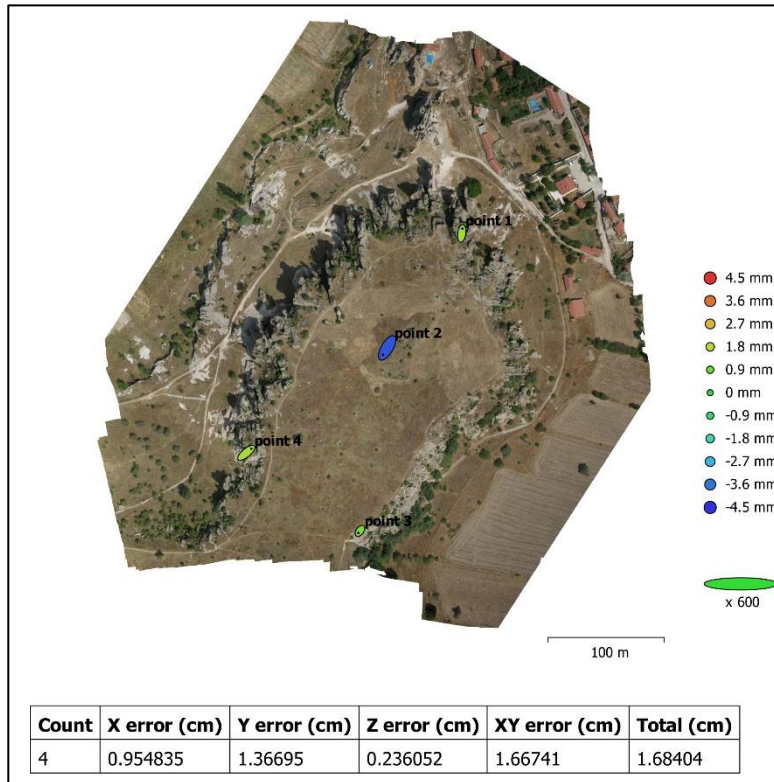 point 1
point 2
point 4
point 3
4.5 mm
3.6 mm
2.7 mm
1.8 mm
0.9 mm
0 mm
-0.9 mm
-1.8 mm
-2.7 mm
-3.6 mm
-4.5 mm
x 600
100 m
Count X error (cm) Y error (cm) Z error (cm) XY error (cm) Total (cm)
4 0.954835 1.36695 0.236052 1.66741 1.68404